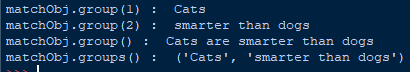 matchObj.group(1) :  Cats
matchObj.group(2) :  smarter than dogs
matchObj.group() :  Cats are smarter than dogs
matchObj.groups() :  ('Cats', 'smarter than dogs')
>>>